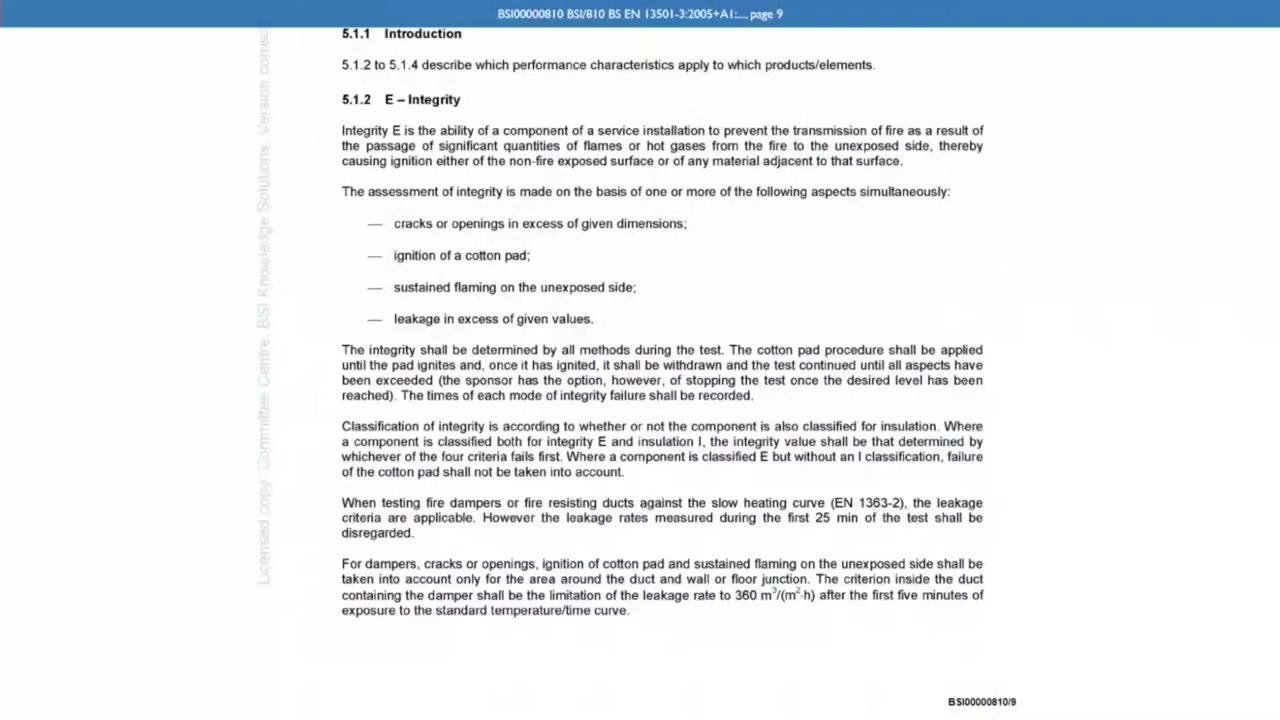 BSI00000810 BSI/810 BS EN 13501-3:2005+A1:..., page 9
5.1.1 Introduction
5.1.2 to 5.1.4 describe which performance characteristics apply to which products/elements.
5.1.2 E – Integrity
Integrity E is the ability of a component of a service installation to prevent the transmission of fire as a result of
the passage of significant quantities of flames or hot gases from the fire to the unexposed side, thereby
causing ignition either of the non-fire exposed surface or of any material adjacent to that surface.
The assessment of integrity is made on the basis of one or more of the following aspects simultaneously:
— cracks or openings in excess of given dimensions;
— ignition of a cotton pad;
— sustained flaming on the unexposed side;
— leakage in excess of given values.
The integrity shall be determined by all methods during the test. The cotton pad procedure shall be applied
until the pad ignites and, once it has ignited, it shall be withdrawn and the test continued until all aspects have
been exceeded (the sponsor has the option, however, of stopping the test once the desired level has been
reached). The times of each mode of integrity failure shall be recorded.
Classification of integrity is according to whether or not the component is also classified for insulation. Where
a component is classified both for integrity E and insulation I, the integrity value shall be that determined by
whichever of the four criteria fails first. Where a component is classified E but without an I classification, failure
of the cotton pad shall not be taken into account.
When testing fire dampers or fire resisting ducts against the slow heating curve (EN 1363-2), the leakage
criteria are applicable. However the leakage rates measured during the first 25 min of the test shall be
disregarded.
For dampers, cracks or openings, ignition of cotton pad and sustained flaming on the unexposed side shall be
taken into account only for the area around the duct and wall or floor junction. The criterion inside the duct
containing the damper shall be the limitation of the leakage rate to 360 m³/(m²·h) after the first five minutes of
exposure to the standard temperature/time curve.
BSI00000810/9
Licensed copy: Committee Centre, BSI Knowledge Solutions, Version correc